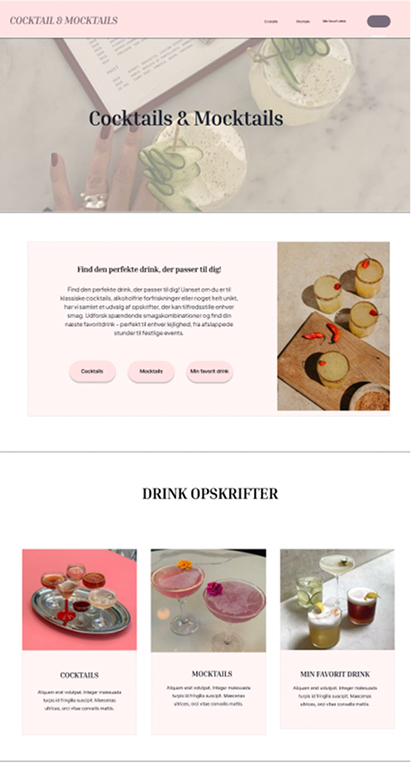 COCKTAIL & MOCKTAILS
Cocktails Mocktails Min favorit drink
Cocktails & Mocktails
Find den perfekte drink, der passer til dig!
Find den perfekte drink, der passer til dig! Uanset om du er til
klassiske cocktails, alkoholfrie forfriskninger eller noget helt unikt,
har vi samlet et udvalg af opskrifter, der kan tilfredsstille enhver
smag. Udforsk spændende smagskombinationer og find din
næste favoritdrink – perfekt til enhver lejlighed, fra afslappede
stunder til festlige events.
Cocktails Mocktails Min favorit drink
DRINK OPSKRIFTER
COCKTAILS
Aliquam erat volutpat. Integer malesuada
turpis id fringilla suscipit. Maecenas
ultrices, orci vitae convallis mattis.
MOCKTAILS
Aliquam erat volutpat. Integer malesuada
turpis id fringilla suscipit. Maecenas
ultrices, orci vitae convallis mattis.
MIN FAVORIT DRINK
Aliquam erat volutpat. Integer malesuada
turpis id fringilla suscipit. Maecenas
ultrices, orci vitae convallis mattis.